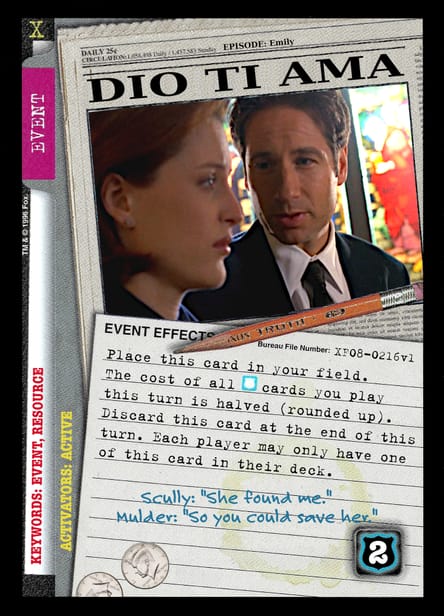 X
EVENT
TM & © 1996 Fox
KEYWORDS: EVENT, RESOURCE
ACTIVATORS: ACTIVE
DAILY 25¢
EPISODE: Emily
DIO TI AMA
EVENT EFFECTS
Bureau File Number: XF08-0216v1
Place this card in your field.
The cost of all cards you play
this turn is halved (rounded up).
Discard this card at the end of this
turn. Each player may only have one
of this card in their deck.
Scully: "She found me."
Mulder: "So you could save her."
2